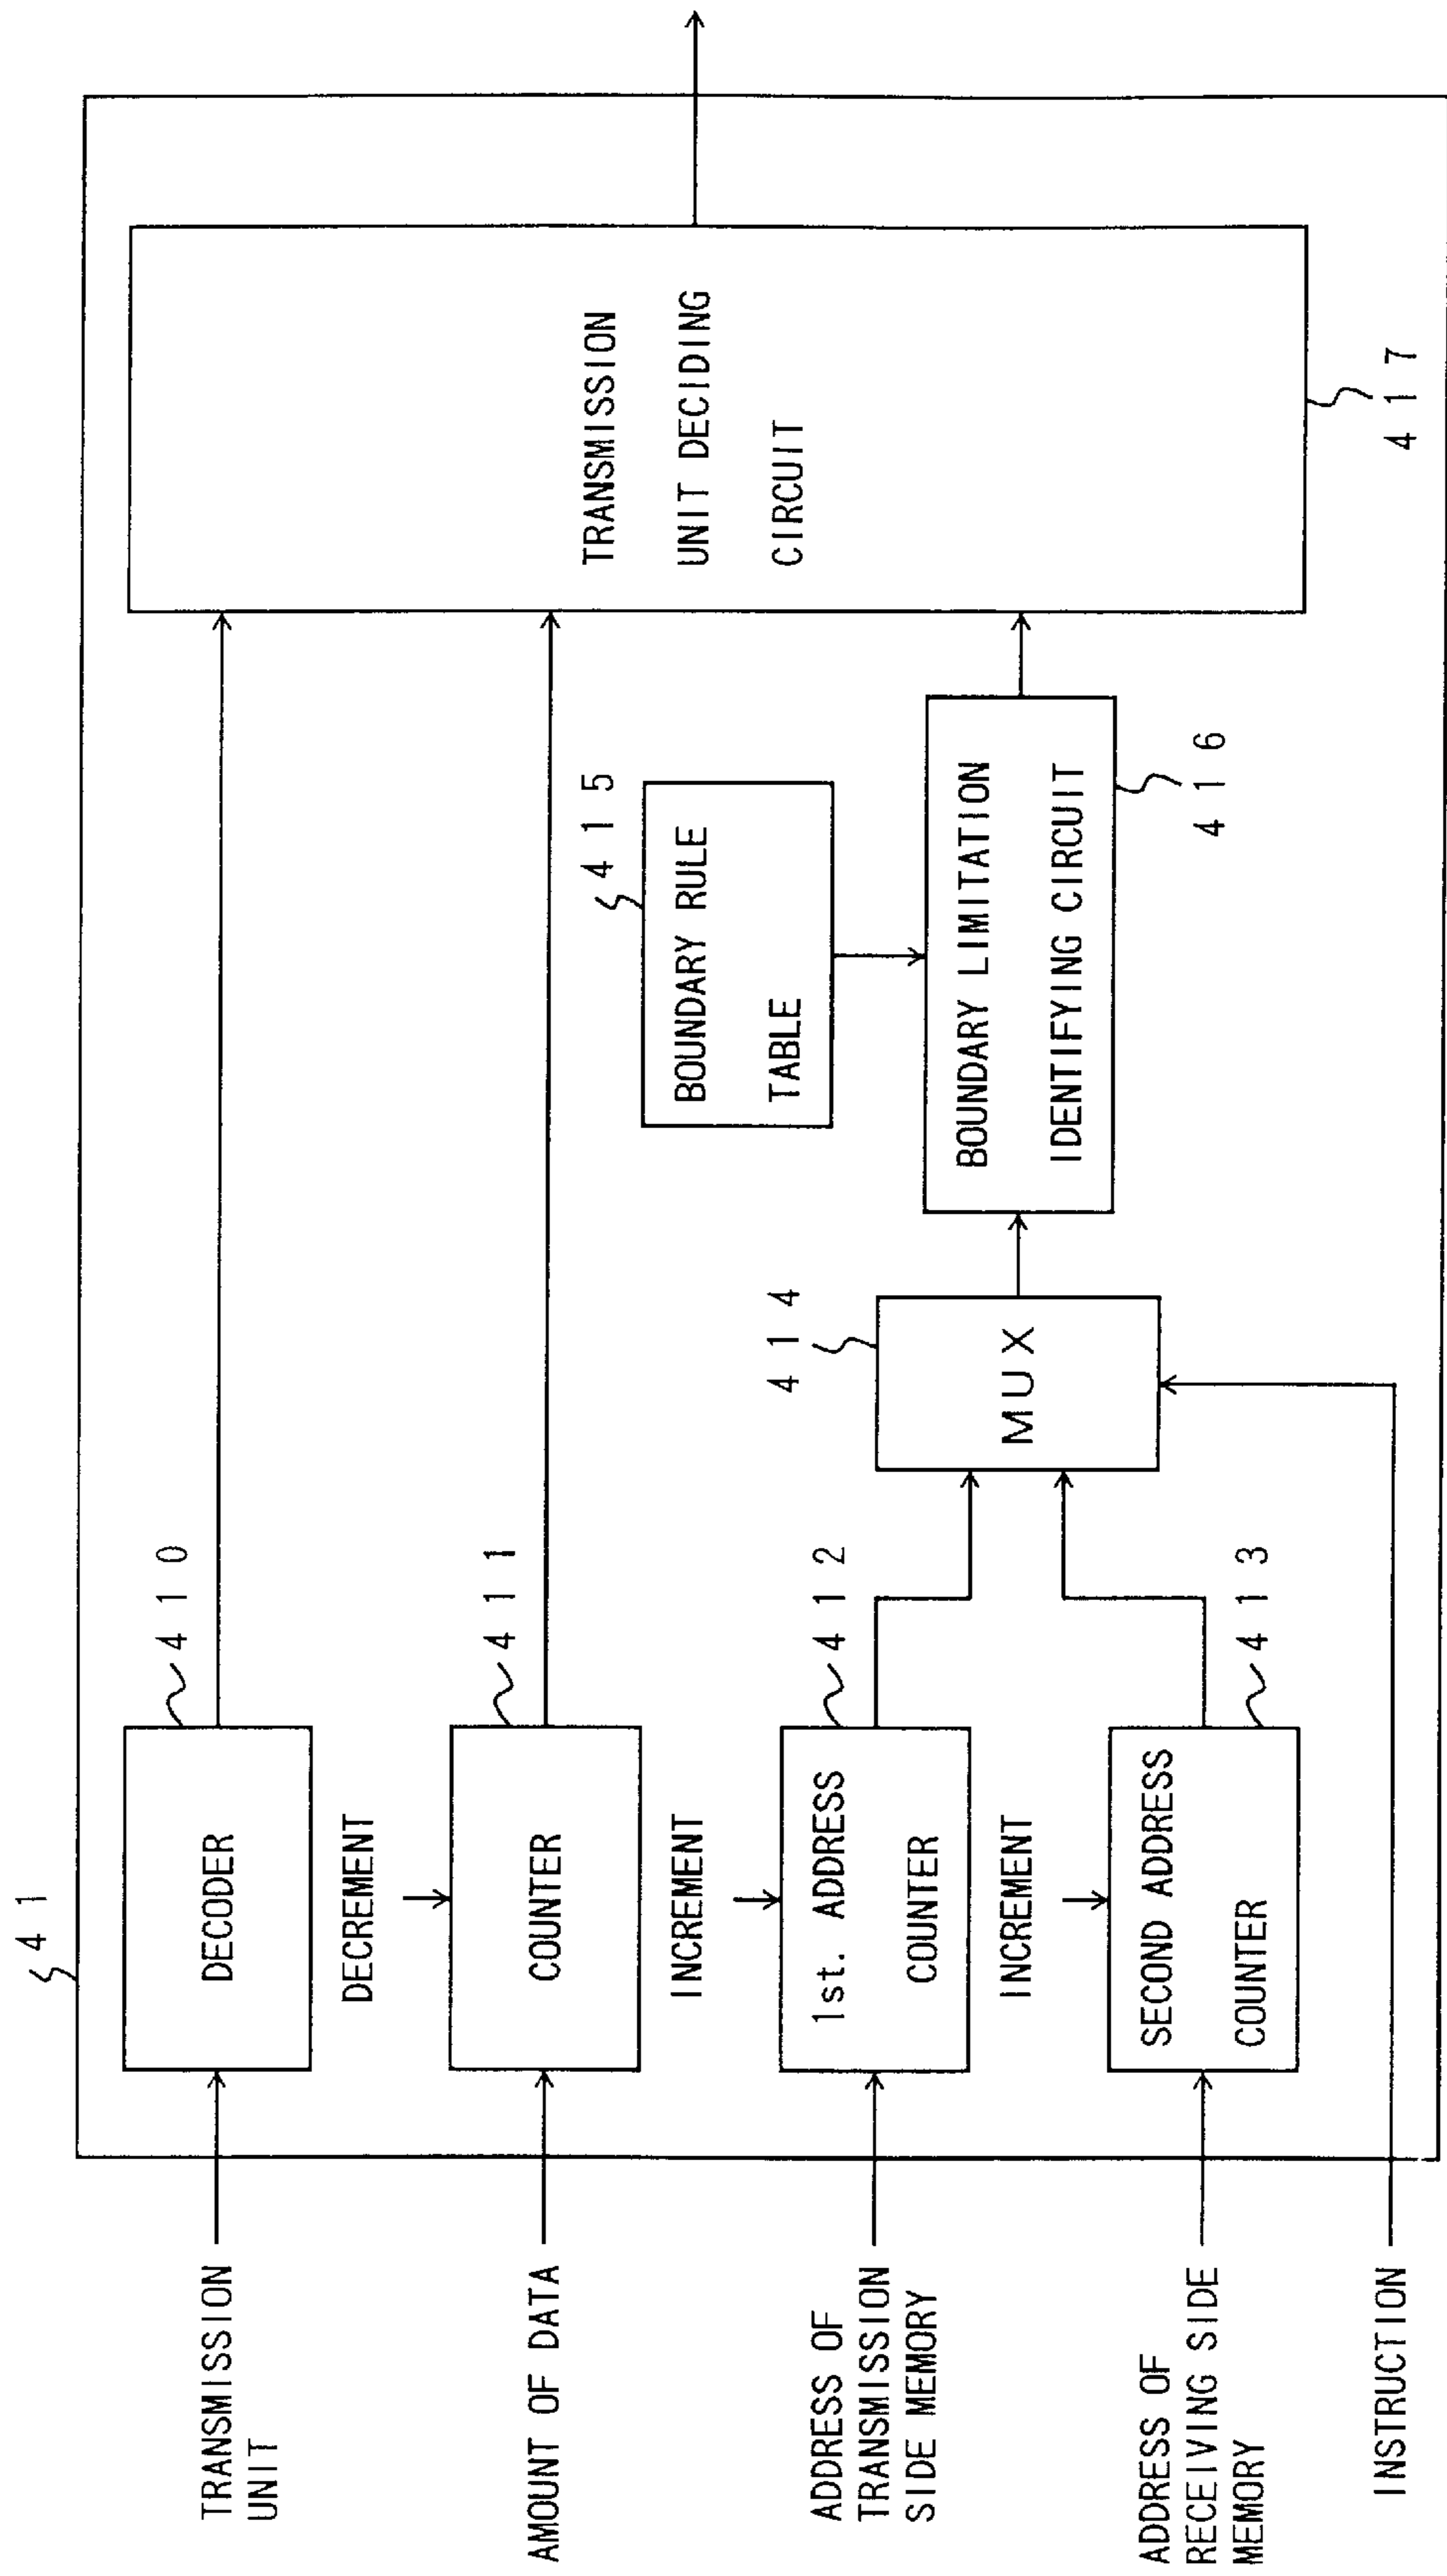 41
TRANSMISSION
UNIT
DECODER
410
DECREMENT
AMOUNT OF DATA
COUNTER
411
INCREMENT
ADDRESS OF
TRANSMISSION
SIDE MEMORY
1st. ADDRESS
COUNTER
412
INCREMENT
ADDRESS OF
RECEIVING SIDE
MEMORY
SECOND ADDRESS
COUNTER
413
INSTRUCTION
414
MUX
415
BOUNDARY RULE
TABLE
BOUNDARY LIMITATION
IDENTIFYING CIRCUIT
416
TRANSMISSION
UNIT DECIDING
CIRCUIT
417